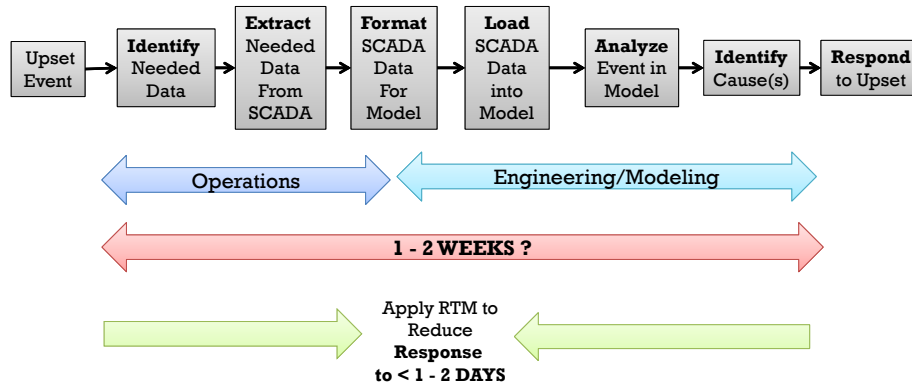 Upset
Event
Identify
Needed
Data
Extract
Needed
Data
From
SCADA
Format
SCADA
Data
For
Model
Load
SCADA
Data
into
Model
Analyze
Event in
Model
Identify
Cause(s)
Respond
to Upset
Operations
Engineering/Modeling
1 - 2 WEEKS ?
Apply RTM to
Reduce
Response
to < 1 - 2 DAYS